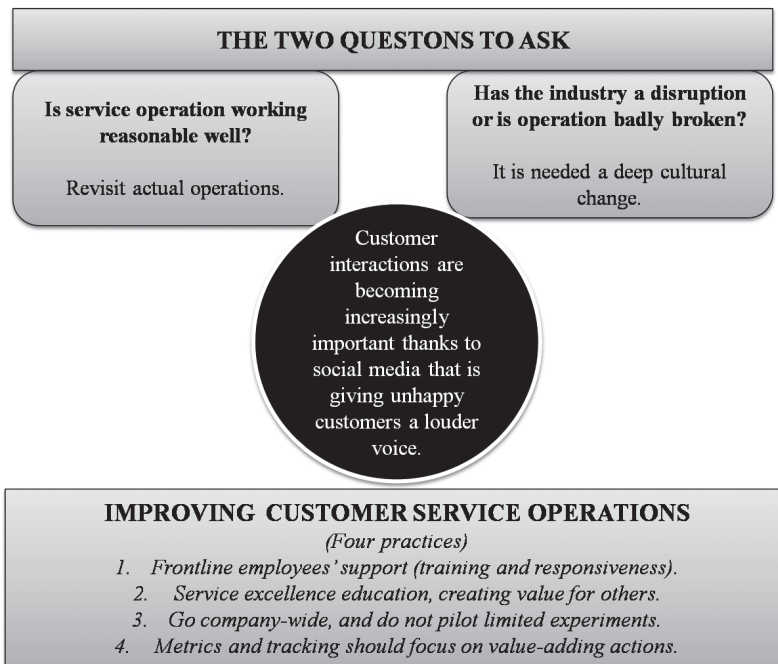 THE TWO QUESTONS TO ASK
Is service operation working
reasonable well?
Revisit actual operations.
Has the industry a disruption
or is operation badly broken?
It is needed a deep cultural
change.
Customer
interactions are
becoming
increasingly
important thanks to
social media that is
giving unhappy
customers a louder
voice.
IMPROVING CUSTOMER SERVICE OPERATIONS
(Four practices)
1. Frontline employees’ support (training and responsiveness).
2. Service excellence education, creating value for others.
3. Go company-wide, and do not pilot limited experiments.
4. Metrics and tracking should focus on value-adding actions.